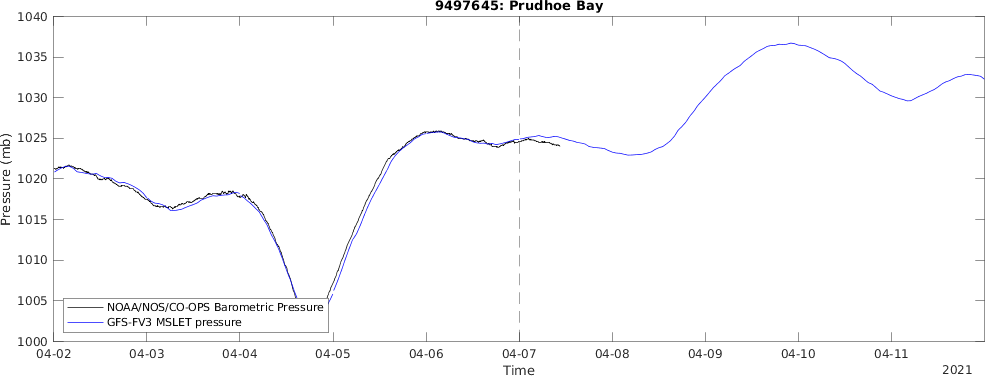 9497645: Prudhoe Bay
1040
1035
1030
1025
1020
1015
1010
1005
1000
Pressure (mb)
NOAA/NOS/CO-OPS Barometric Pressure
GFS-FV3 MSLET pressure
04-02 04-03 04-04 04-05 04-06 04-07 04-08 04-09 04-10 04-11
Time
2021